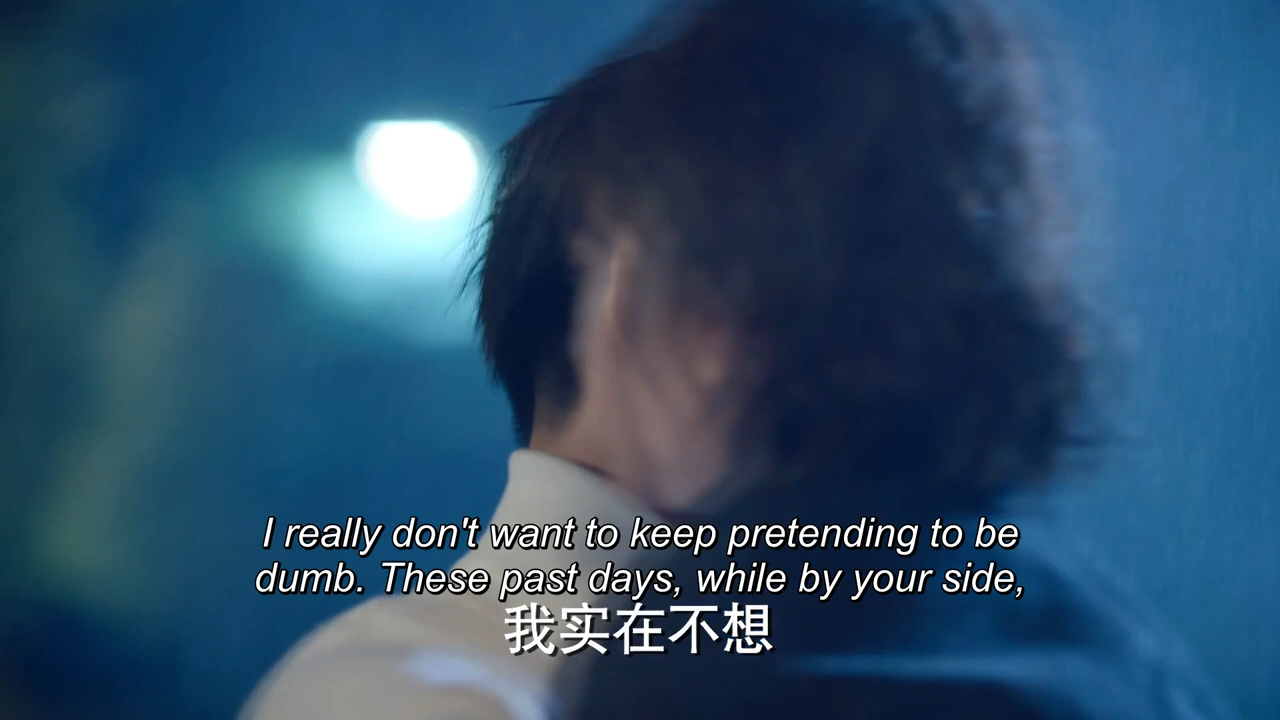 I really don't want to keep pretending to be
dumb. These past days, while by your side,
我实在不想